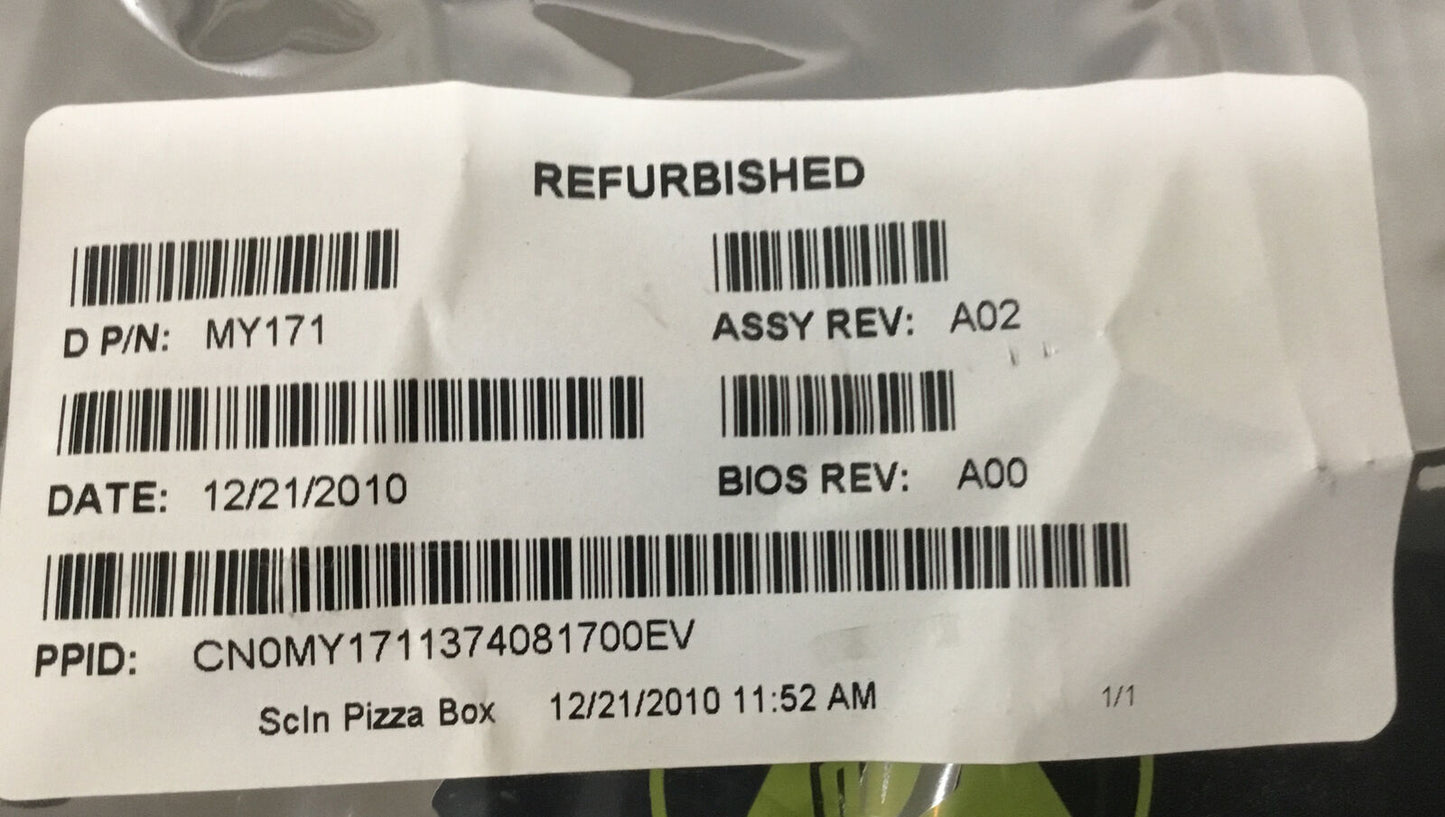 REFURBISHED
D P/N: MY171
ASSY REV: A02
DATE: 12/21/2010
BIOS REV: A00
PPID: CN0MY1711374081700EV
ScIn Pizza Box 12/21/2010 11:52 AM 1/1